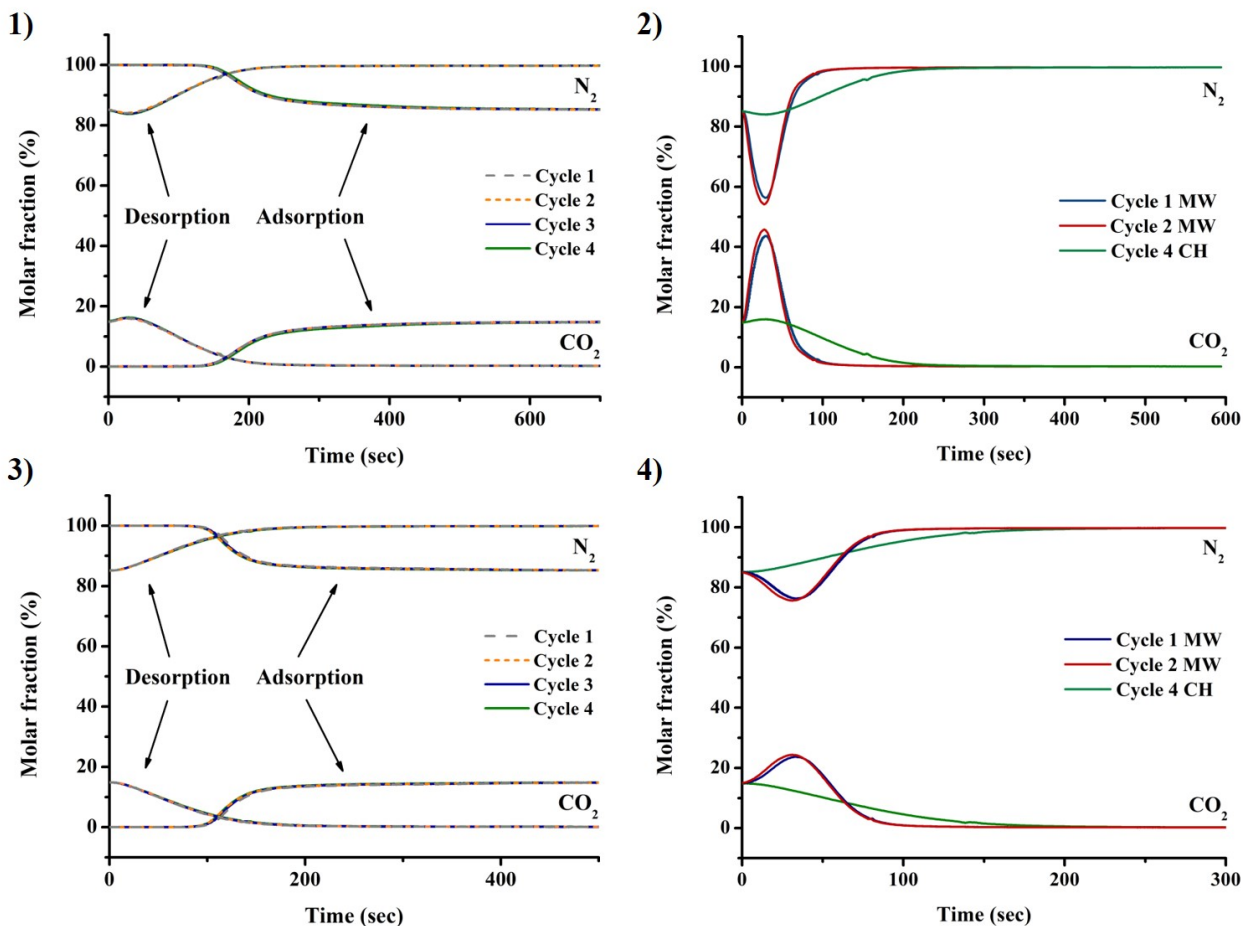 1)
Molar fraction (%)
100
80
60
40
20
0
N2
Desorption
Adsorption
Cycle 1
Cycle 2
Cycle 3
Cycle 4
CO2
0 200 400 600
Time (sec)
2)
Molar fraction (%)
100
80
60
40
20
0
N2
Cycle 1 MW
Cycle 2 MW
Cycle 4 CH
CO2
0 100 200 300 400 500 600
Time (sec)
3)
Molar fraction (%)
100
80
60
40
20
0
N2
Desorption
Adsorption
Cycle 1
Cycle 2
Cycle 3
Cycle 4
CO2
0 200 400
Time (sec)
4)
Molar fraction (%)
100
80
60
40
20
0
N2
Cycle 1 MW
Cycle 2 MW
Cycle 4 CH
CO2
0 100 200 300
Time (sec)